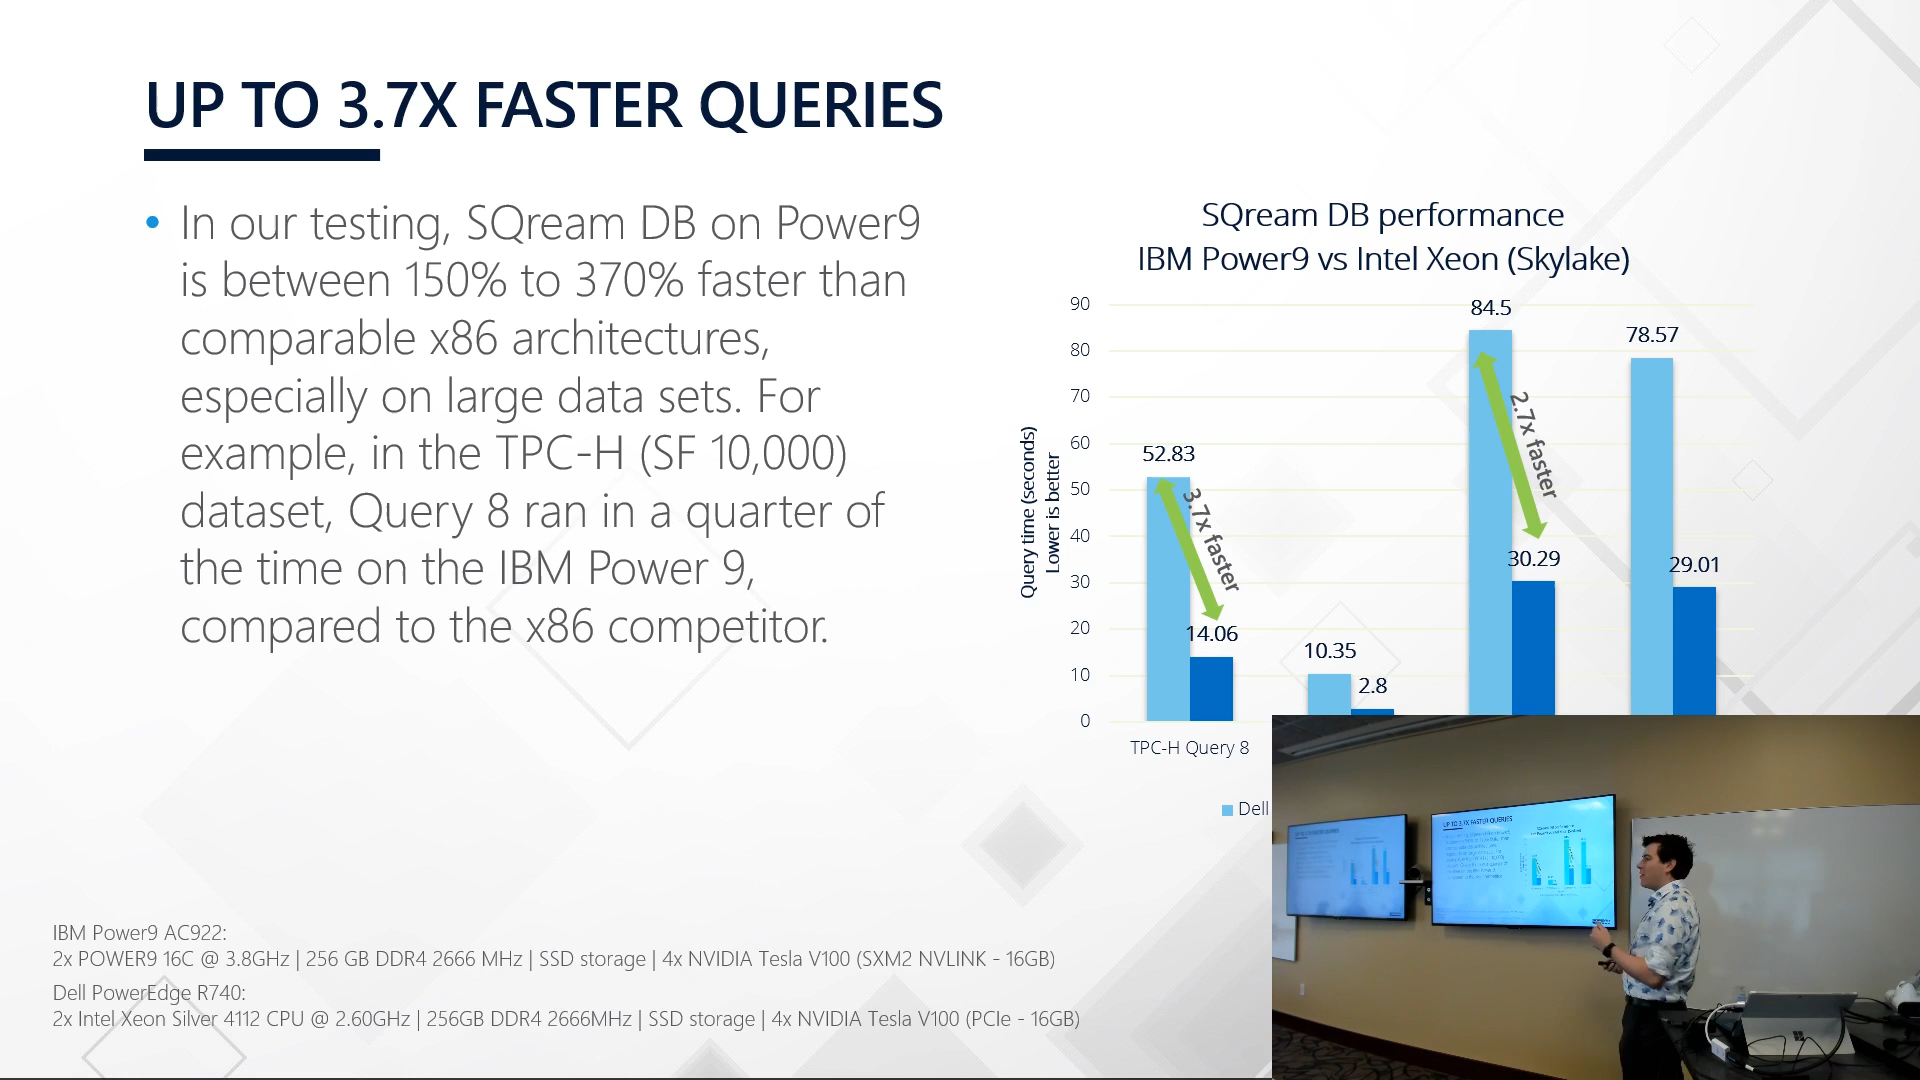 UP TO 3.7X FASTER QUERIES
• In our testing, SQream DB on Power9
is between 150% to 370% faster than
comparable x86 architectures,
especially on large data sets. For
example, in the TPC-H (SF 10,000)
dataset, Query 8 ran in a quarter of
the time on the IBM Power 9,
compared to the x86 competitor.
SQream DB performance
IBM Power9 vs Intel Xeon (Skylake)
Query time (seconds)
Lower is better
90
80
70
60
50
40
30
20
10
0
52.83
14.06
3.7x faster
10.35
2.8
84.5
30.29
2.7x faster
78.57
29.01
TPC-H Query 8
Dell
IBM Power9 AC922:
2x POWER9 16C @ 3.8GHz | 256 GB DDR4 2666 MHz | SSD storage | 4x NVIDIA Tesla V100 (SXM2 NVLINK - 16GB)
Dell PowerEdge R740:
2x Intel Xeon Silver 4112 CPU @ 2.60GHz | 256GB DDR4 2666MHz | SSD storage | 4x NVIDIA Tesla V100 (PCIe - 16GB)
UP TO 3.7X FASTER QUERIES